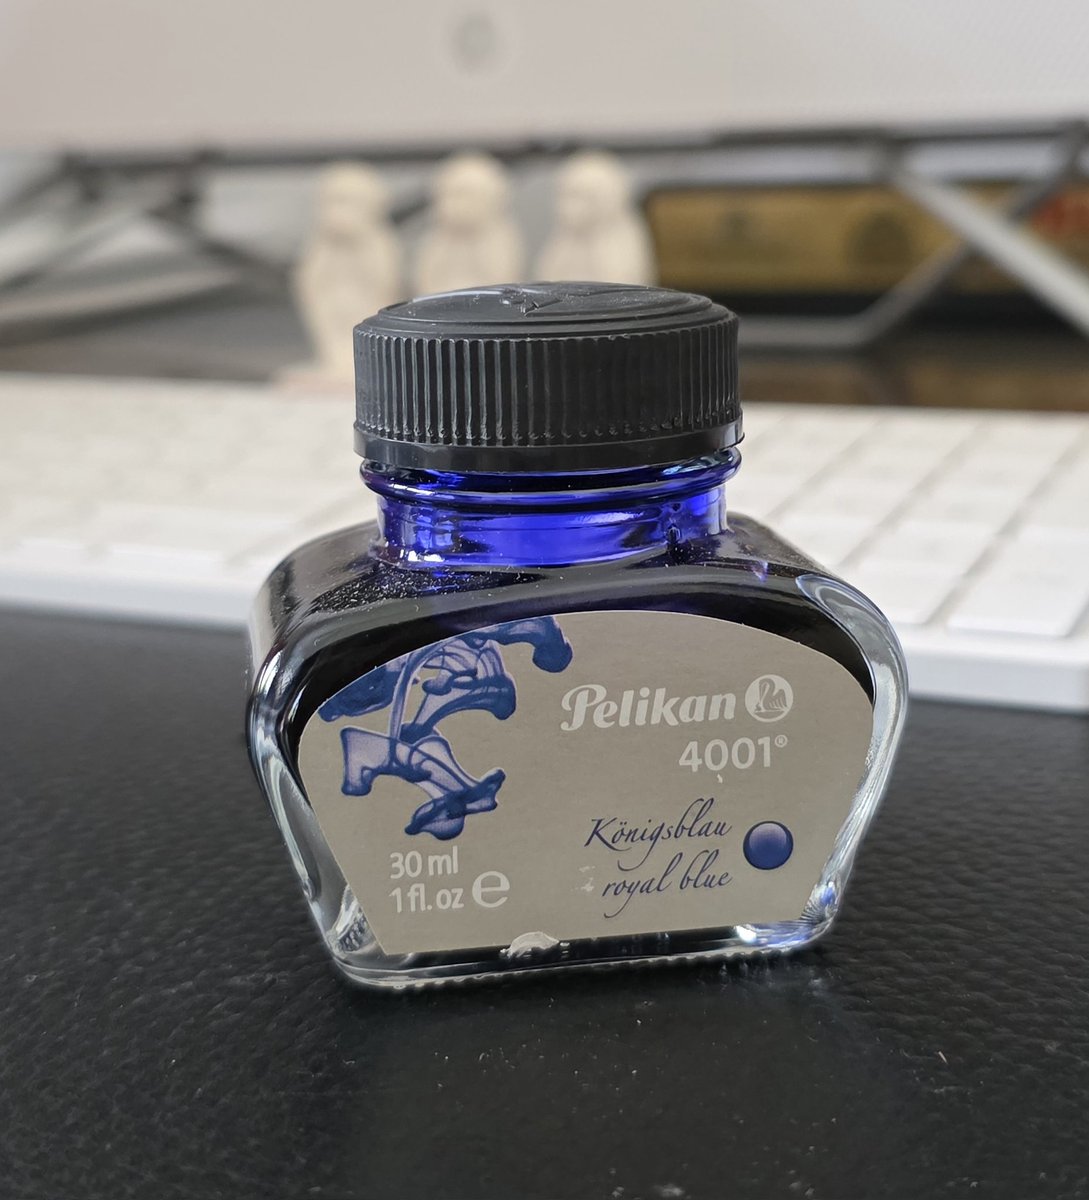 Pelikan
4001®
Königsblau
royal blue
30 ml
1 fl. oz e